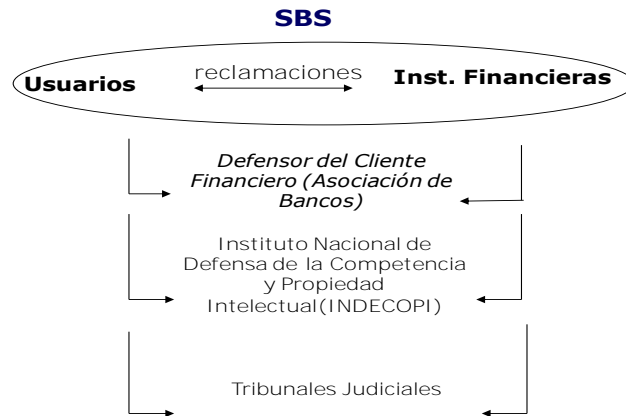 SBS
Usuarios
reclamaciones
Inst. Financieras
Defensor del Cliente
Financiero (Asociación de
Bancos)
Instituto Nacional de
Defensa de la Competencia
y Propiedad
Intelectual(INDECOPI)
Tribunales Judiciales